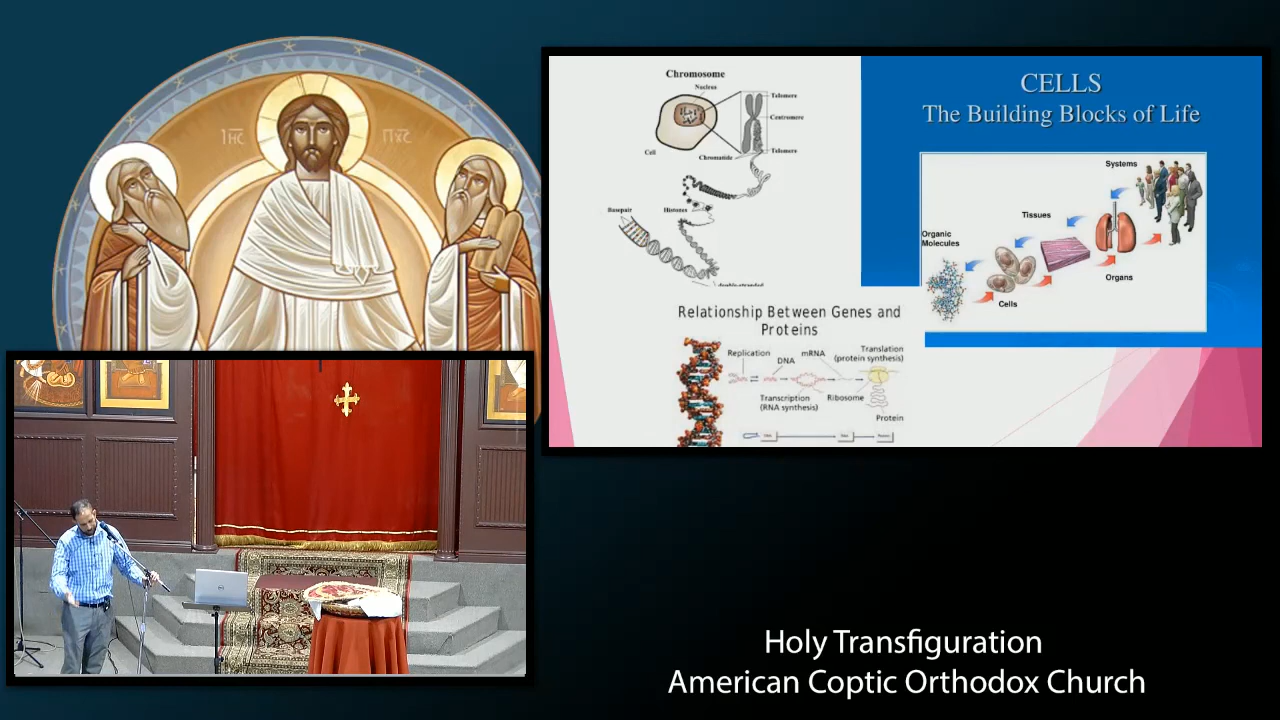 ⲒⲎ̅Ⲥ̅
Ⲡ̅ⲬⲤ̅
Chromosome
Nucleus
Telomere
Centromere
Cell
Telomere
Chromatids
Basepair
Histones
double-stranded
CELLS
The Building Blocks of Life
Systems
Tissues
Organic
Molecules
Organs
Cells
Relationship Between Genes and
Proteins
Replication
DNA
mRNA
Translation
(protein synthesis)
Transcription
(RNA synthesis)
Ribosome
Protein
Holy Transfiguration
American Coptic Orthodox Church